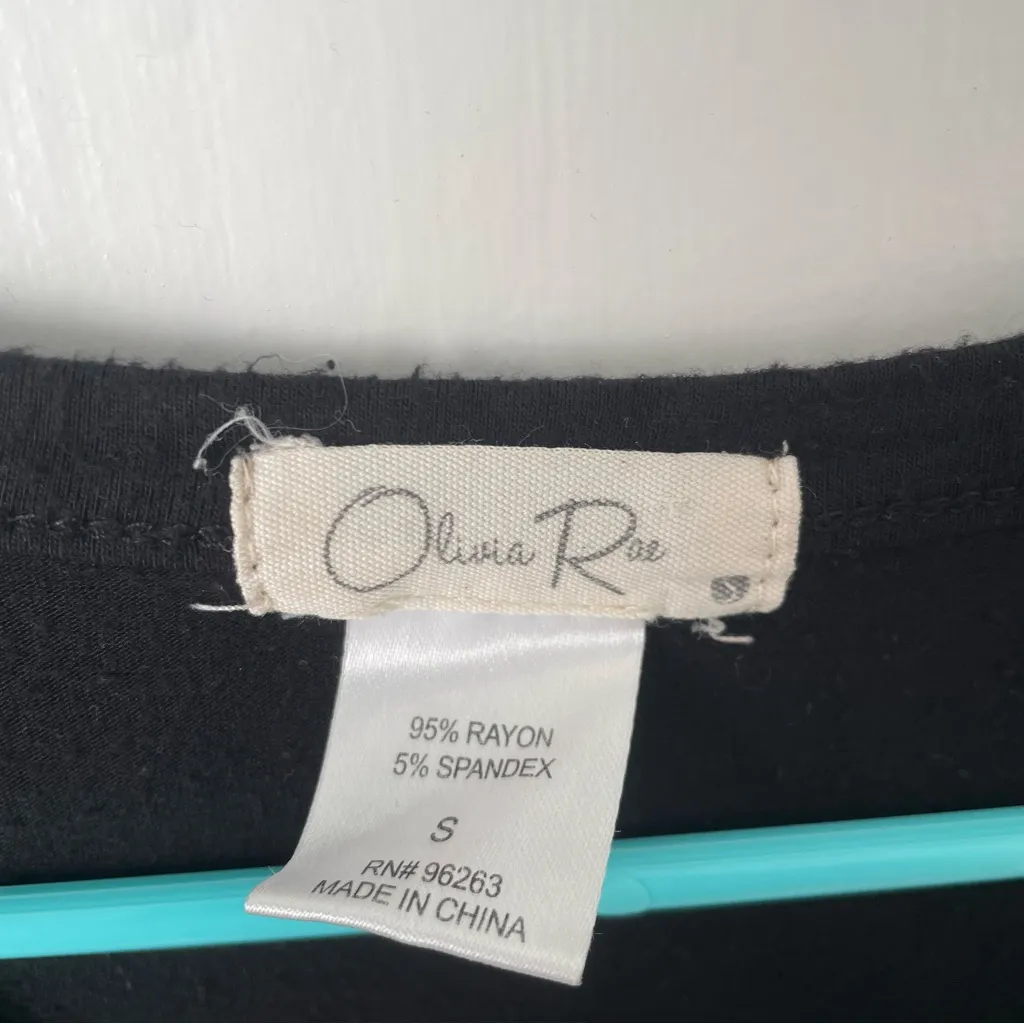 Olivia Rae
95% RAYON
5% SPANDEX
S
RN# 96263
MADE IN CHINA